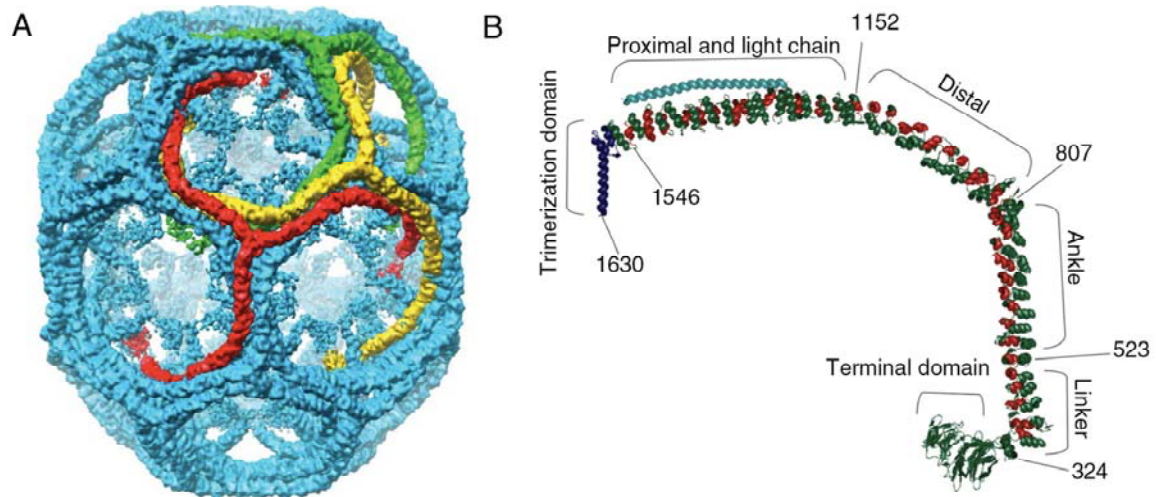 A
B
1152
Proximal and light chain
Distal
Trimerization domain
807
1546
1630
Ankle
523
Terminal domain
Linker
324